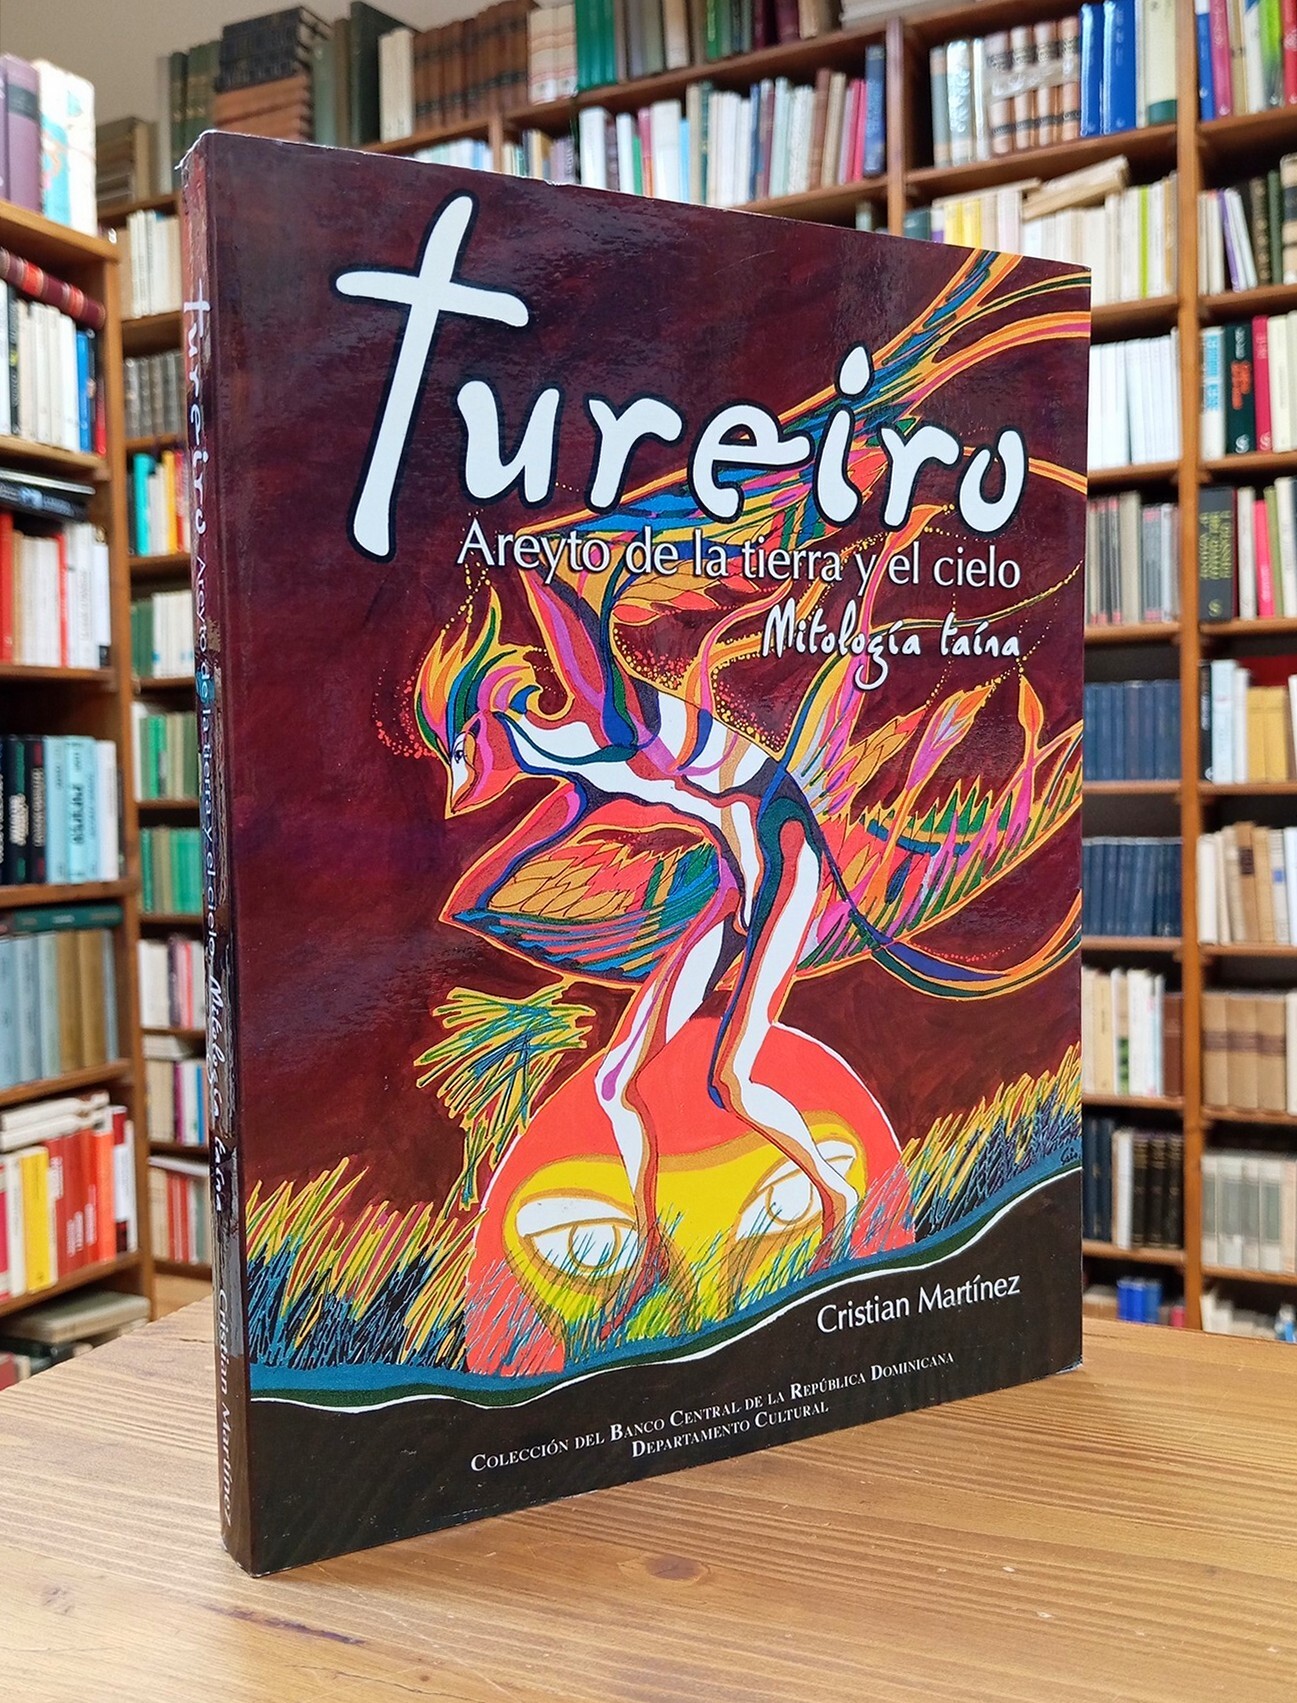 tureiro
Areyto de la tierra y el cielo
Mitología taína
Cristian Martínez
COLECCIÓN DEL BANCO CENTRAL DE LA REPÚBLICA DOMINICANA
DEPARTAMENTO CULTURAL
tureiro Areyto de la tierra y el cielo Mitología taína Cristian Martínez